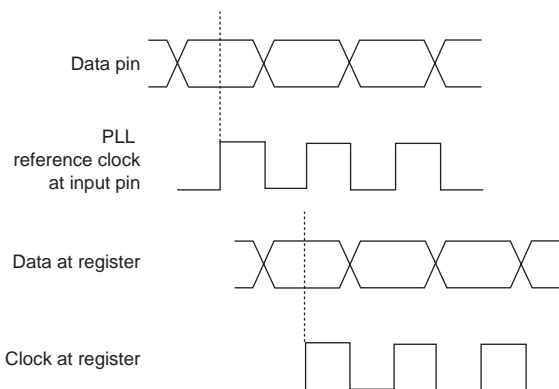 Data pin
PLL
reference clock
at input pin
Data at register
Clock at register